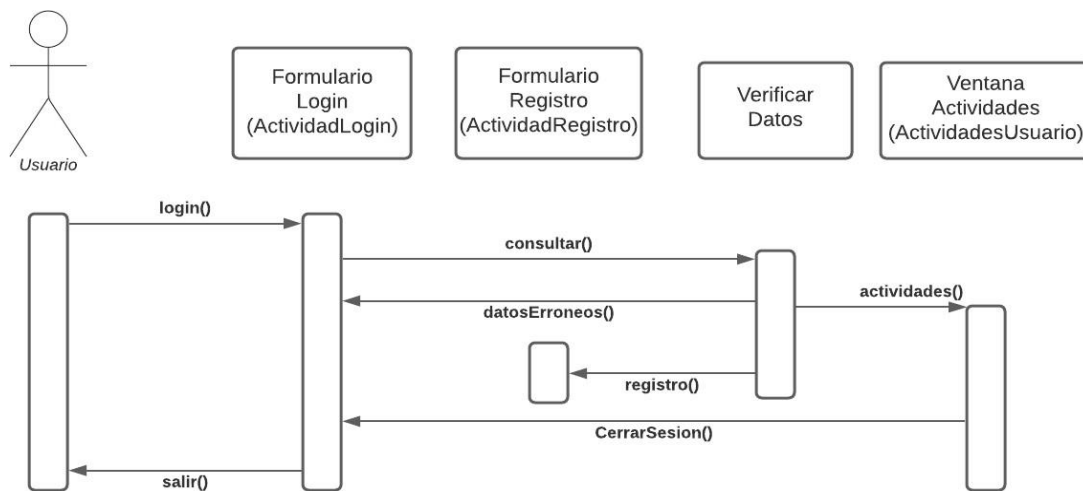 Usuario
Formulario
Login
(ActividadLogin)
Formulario
Registro
(ActividadRegistro)
Verificar
Datos
Ventana
Actividades
(ActividadesUsuario)
login()
consultar()
datosErroneos()
actividades()
registro()
CerrarSesion()
salir()